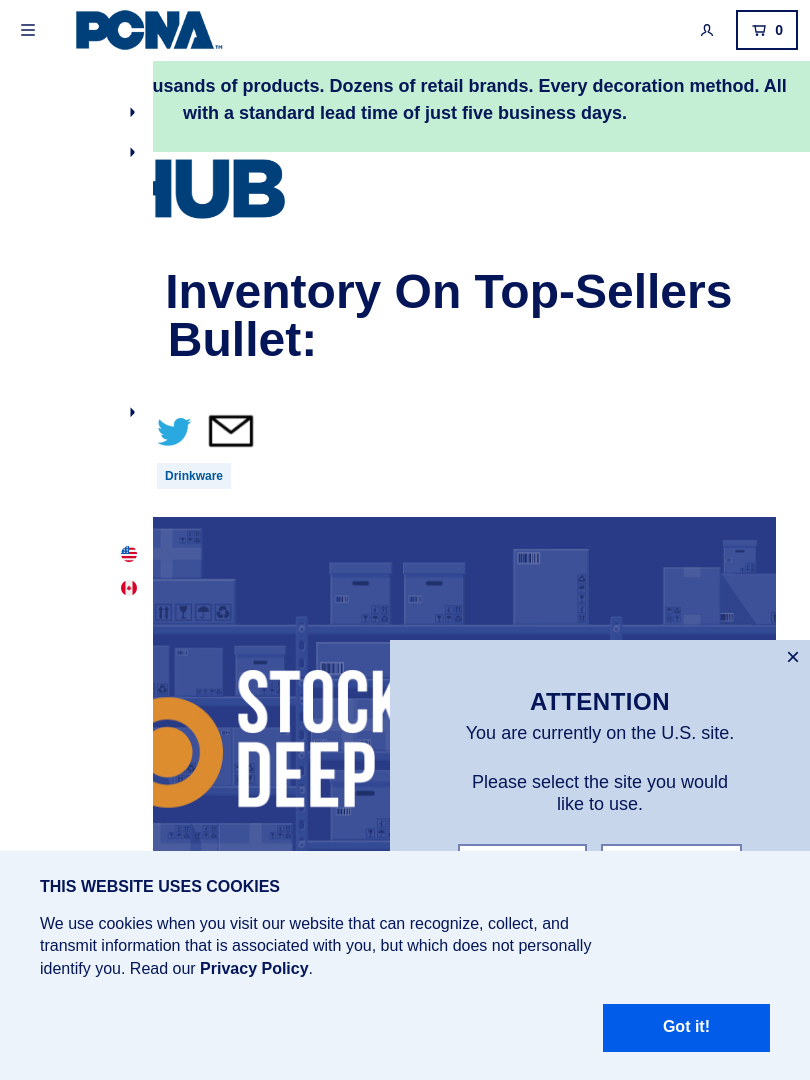 PCNA™
0
usands of products. Dozens of retail brands. Every decoration method. All
with a standard lead time of just five business days.
HUB
Inventory On Top-Sellers
Bullet:
Drinkware
STOCK
DEEP
×
ATTENTION
You are currently on the U.S. site.
Please select the site you would
like to use.
THIS WEBSITE USES COOKIES
We use cookies when you visit our website that can recognize, collect, and
transmit information that is associated with you, but which does not personally
identify you. Read our Privacy Policy.
Got it!